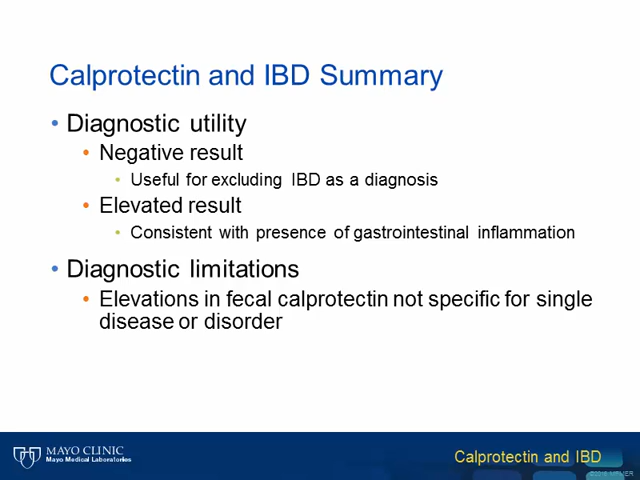 Calprotectin and IBD Summary
• Diagnostic utility
• Negative result
• Useful for excluding IBD as a diagnosis
• Elevated result
• Consistent with presence of gastrointestinal inflammation
• Diagnostic limitations
• Elevations in fecal calprotectin not specific for single
disease or disorder
MAYO CLINIC
Mayo Medical Laboratories
Calprotectin and IBD